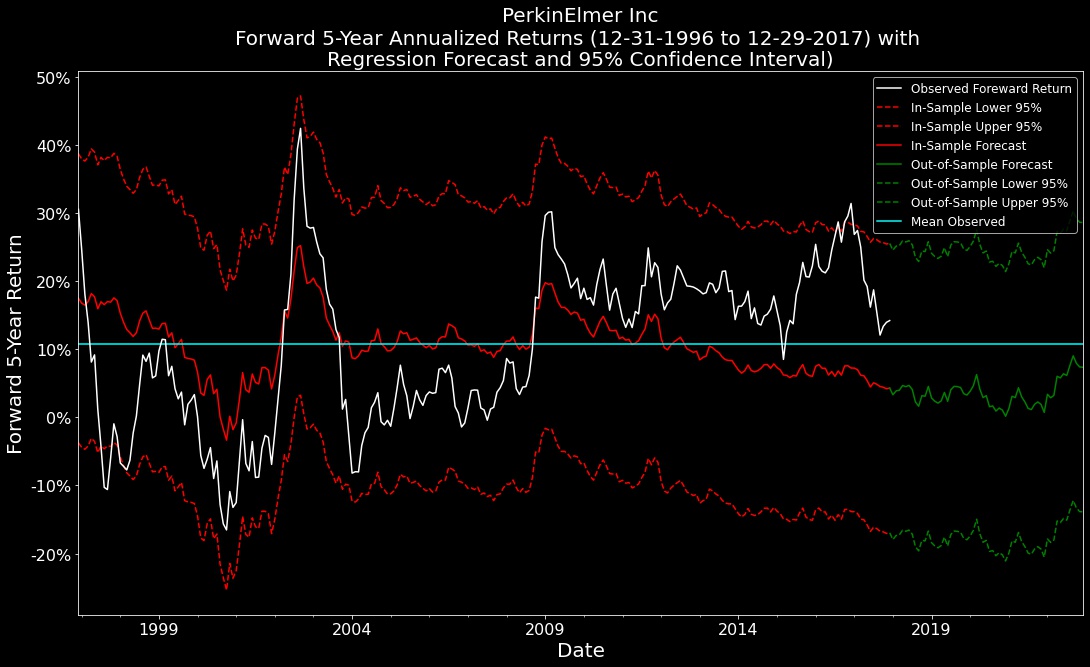 PerkinElmer Inc
Forward 5-Year Annualized Returns (12-31-1996 to 12-29-2017) with
Regression Forecast and 95% Confidence Interval)
50%
40%
30%
20%
10%
0%
-10%
-20%
Forward 5-Year Return
Observed Foreward Return
In-Sample Lower 95%
In-Sample Upper 95%
In-Sample Forecast
Out-of-Sample Forecast
Out-of-Sample Lower 95%
Out-of-Sample Upper 95%
Mean Observed
1999
2004
2009
2014
2019
Date